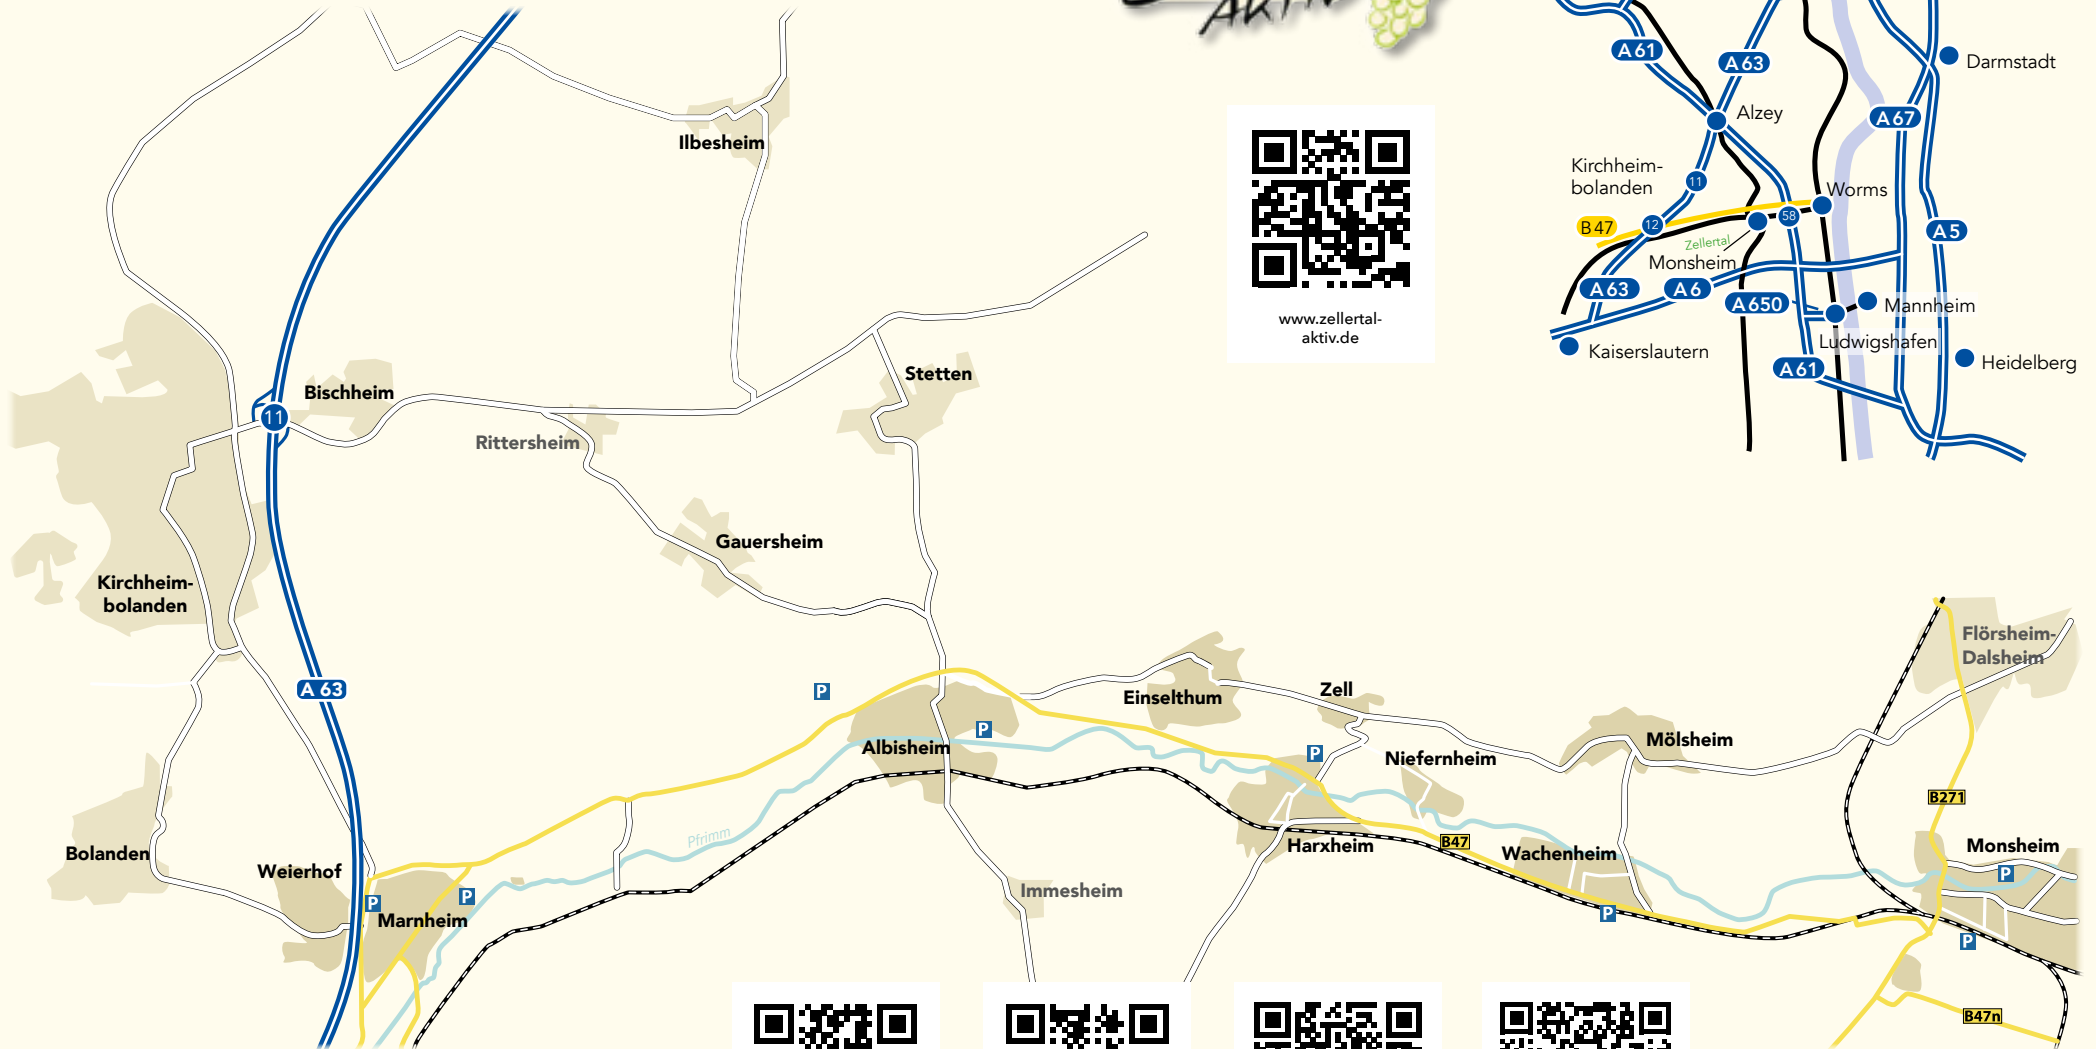 AKTIV
A 61
A 63
Darmstadt
Alzey
A 67
Kirchheim-
bolanden
11
Worms
B 47
12
58
A 5
Zellertal
Monsheim
A 63
A 6
A 650
Mannheim
Ludwigshafen
Kaiserslautern
A 61
Heidelberg
www.zellertal-
aktiv.de
Ilbesheim
Bischheim
11
Rittersheim
Stetten
Gauersheim
Kirchheim-
bolanden
A 63
Flörsheim-
Dalsheim
P
Einselthum
Zell
P
Albisheim
P
Niefernheim
Mölsheim
B271
Pfrimm
Bolanden
Weierhof
Harxheim
B47
Wachenheim
Monsheim
P
P
P
Marnheim
Immesheim
P
P
B47n